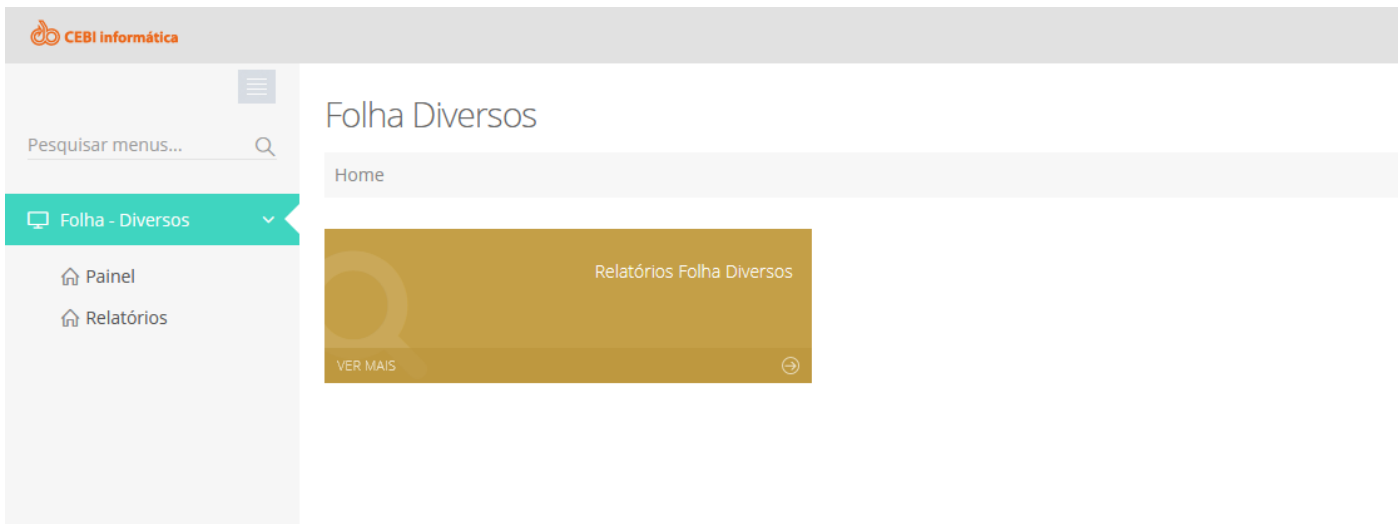 CEBI informática
Pesquisar menus...
Folha - Diversos
Painel
Relatórios
Folha Diversos
Home
Relatórios Folha Diversos
VER MAIS